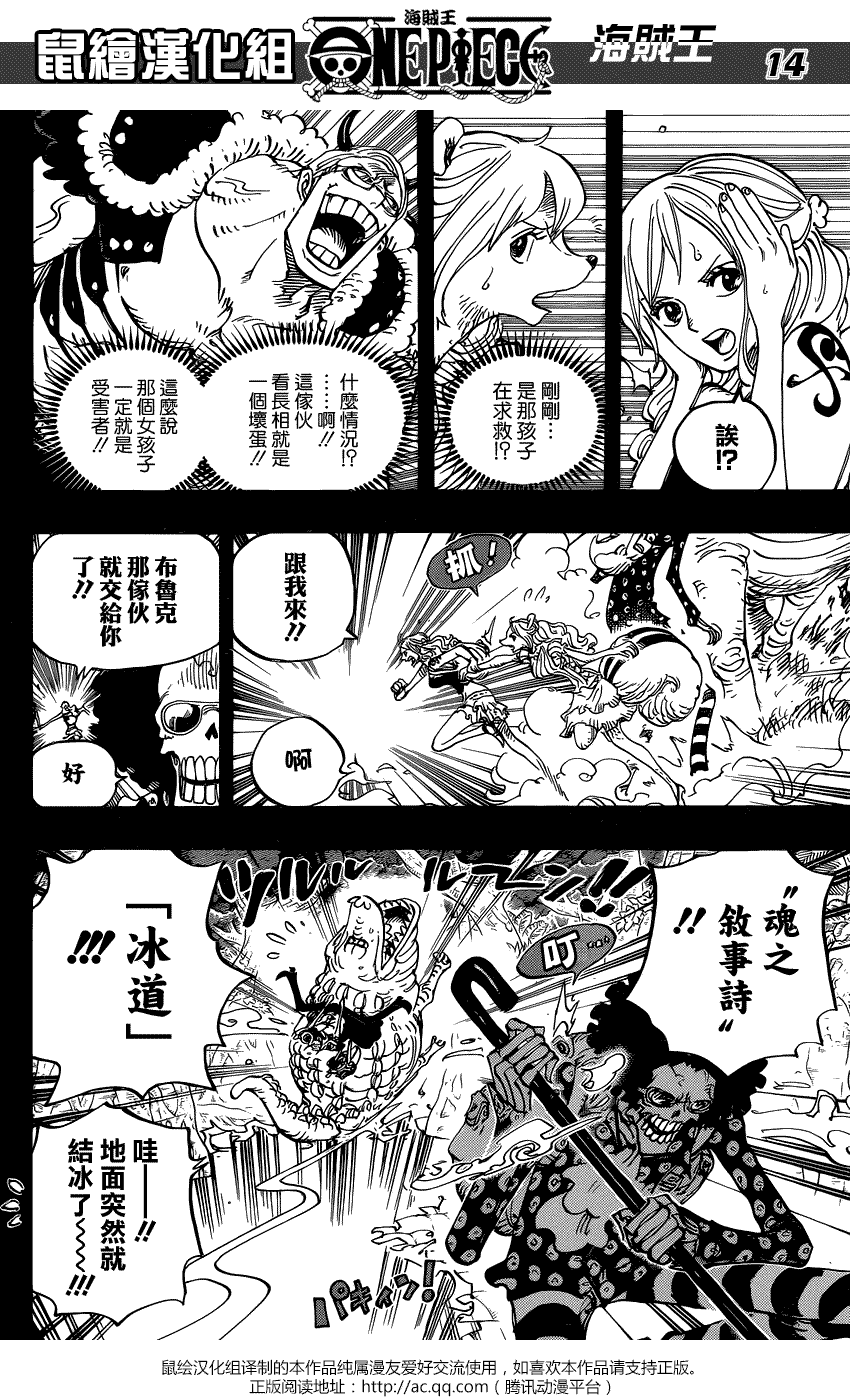 鼠繪漢化組
海賊王
ONE PIECE
海賊王
14
誒!?
剛剛…
是那孩子
在求救!?
什麼情況!?
……啊!!
這傢伙
看長相就是
一個壞蛋!!
這麼說
那個女孩子
一定就是
受害者!!
抓!
跟我來!!
啊
布魯克
那傢伙
就交給你
了!!
好
〝魂之
敘事詩〟
!!
叮……
ツルルルーン!!
「冰道」
!!!
哇——!!
地面突然就
結冰了~~~!!!
パキィン!
鼠绘汉化组译制的本作品纯属漫友爱好交流使用，如喜欢本作品请支持正版。
正版阅读地址：http://ac.qq.com（腾讯动漫平台）